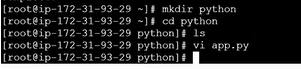 [root@ip-172-31-93-29 ~]# mkdir python
[root@ip-172-31-93-29 ~]# cd python
[root@ip-172-31-93-29 python]# ls
[root@ip-172-31-93-29 python]# vi app.py
[root@ip-172-31-93-29 python]#